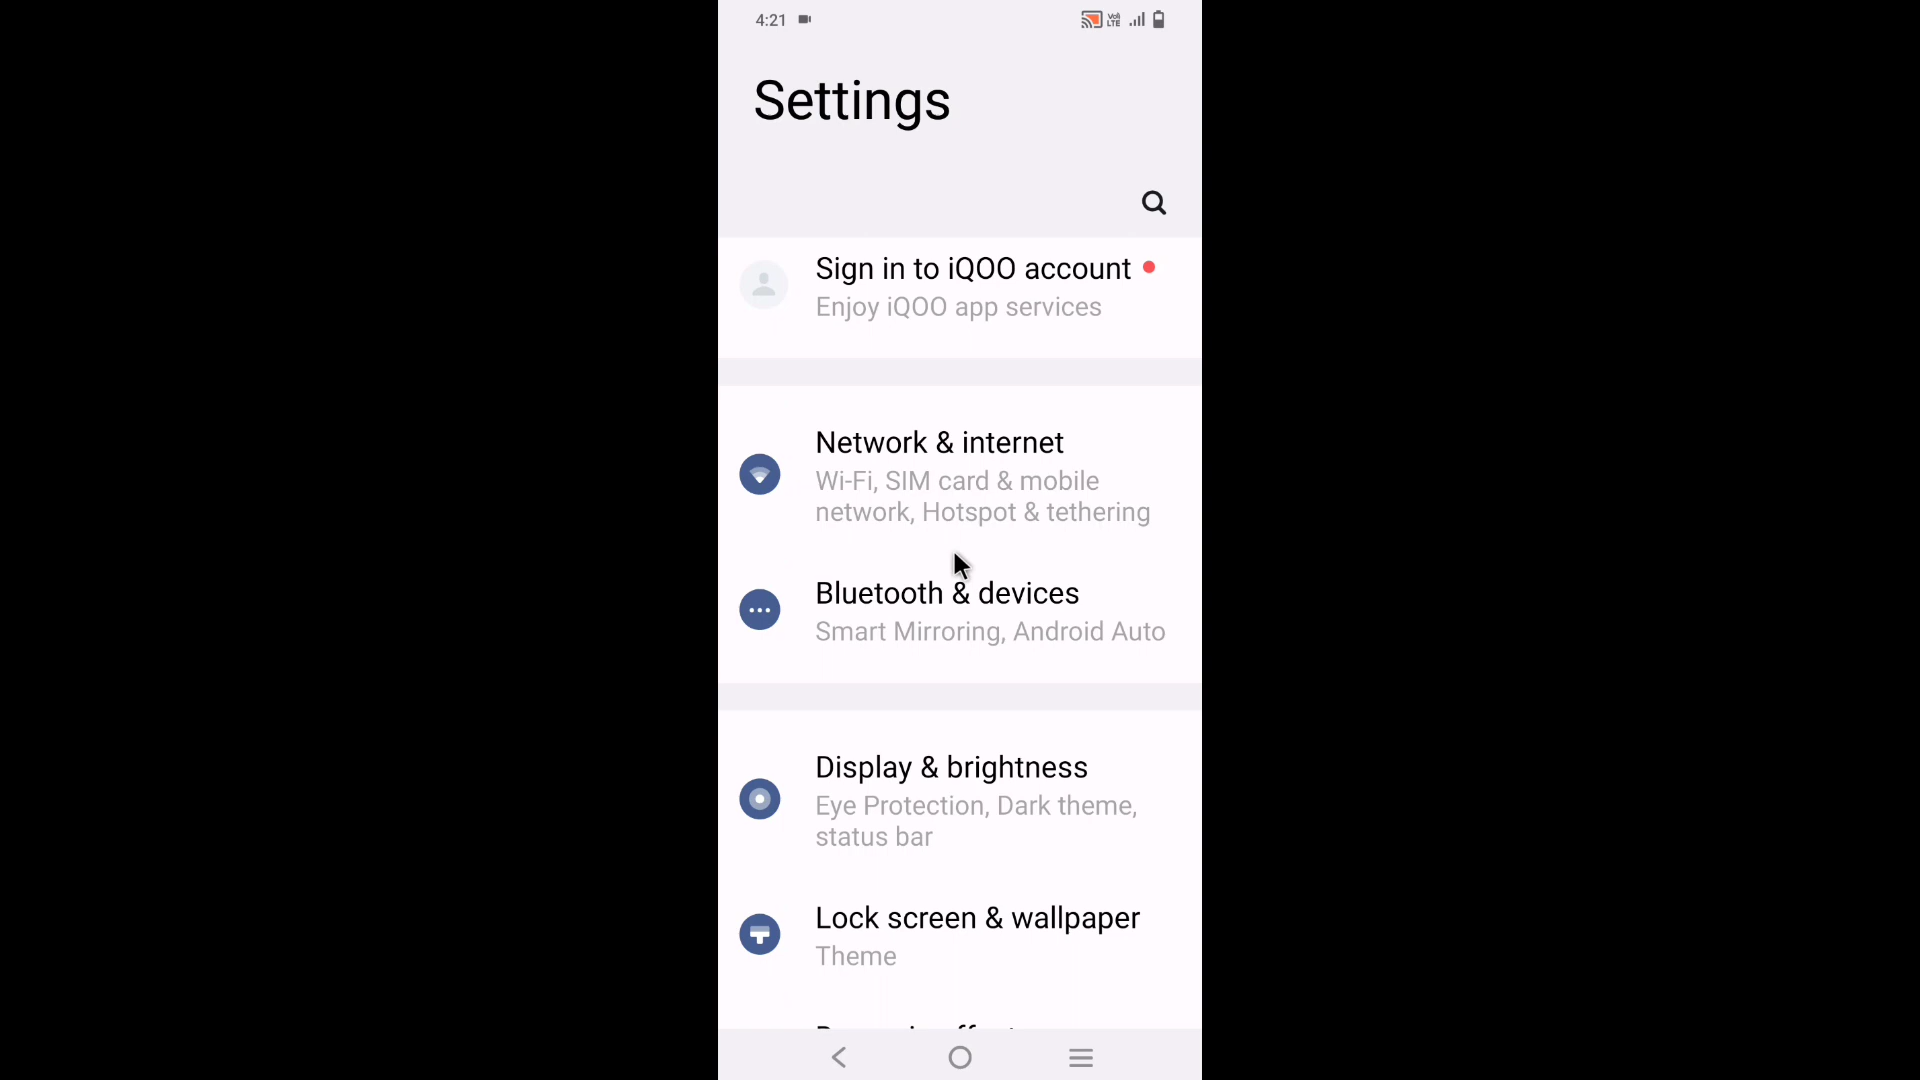 4:21
Vo) LTE
Settings
Sign in to iQOO account
Enjoy iQOO app services
Network & internet
Wi-Fi, SIM card & mobile
network, Hotspot & tethering
Bluetooth & devices
Smart Mirroring, Android Auto
Display & brightness
Eye Protection, Dark theme,
status bar
Lock screen & wallpaper
Theme